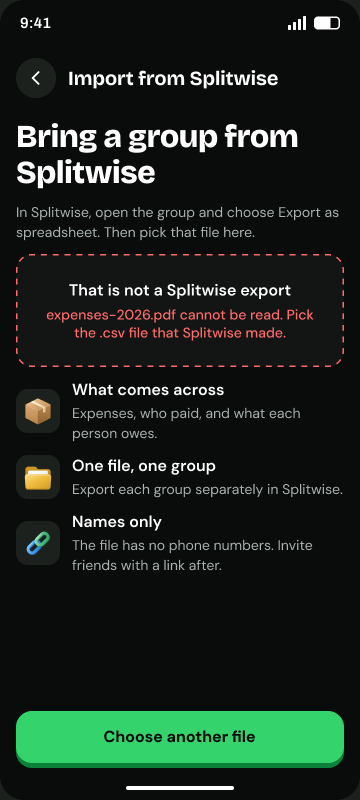 9:41
Import from Splitwise
Bring a group from
Splitwise
In Splitwise, open the group and choose Export as
spreadsheet. Then pick that file here.
That is not a Splitwise export
expenses-2026.pdf cannot be read. Pick
the .csv file that Splitwise made.
What comes across
Expenses, who paid, and what each
person owes.
One file, one group
Export each group separately in Splitwise.
Names only
The file has no phone numbers. Invite
friends with a link after.
Choose another file